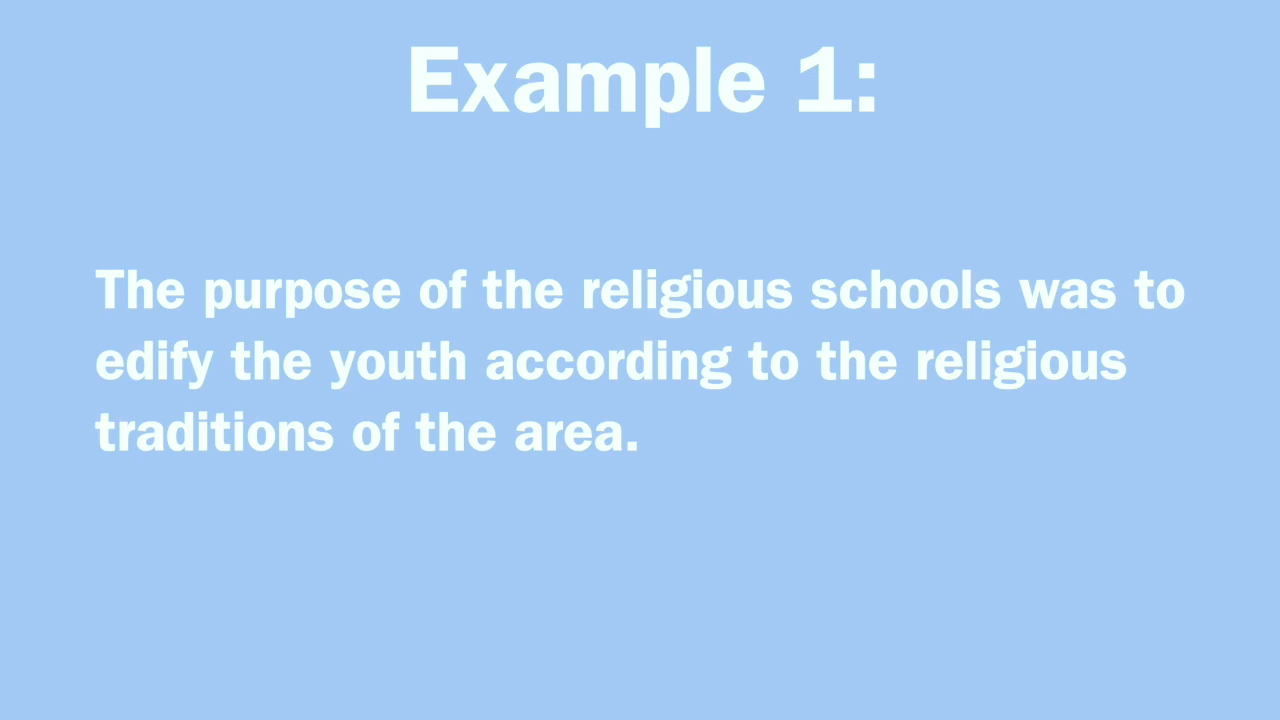 Example 1:
The purpose of the religious schools was to
edify the youth according to the religious
traditions of the area.